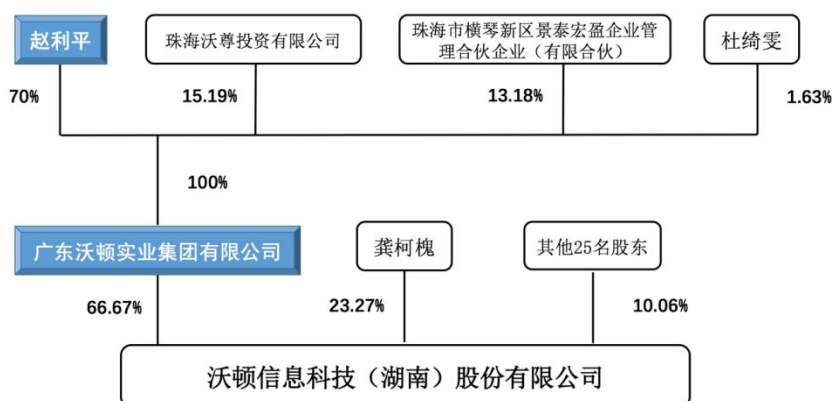 赵利平
珠海沃尊投资有限公司
珠海市横琴新区景泰宏盈企业管
理合伙企业（有限合伙）
杜绮雯
70%
15.19%
13.18%
1.63%
100%
广东沃顿实业集团有限公司
龚柯槐
其他25名股东
66.67%
23.27%
10.06%
沃顿信息科技（湖南）股份有限公司